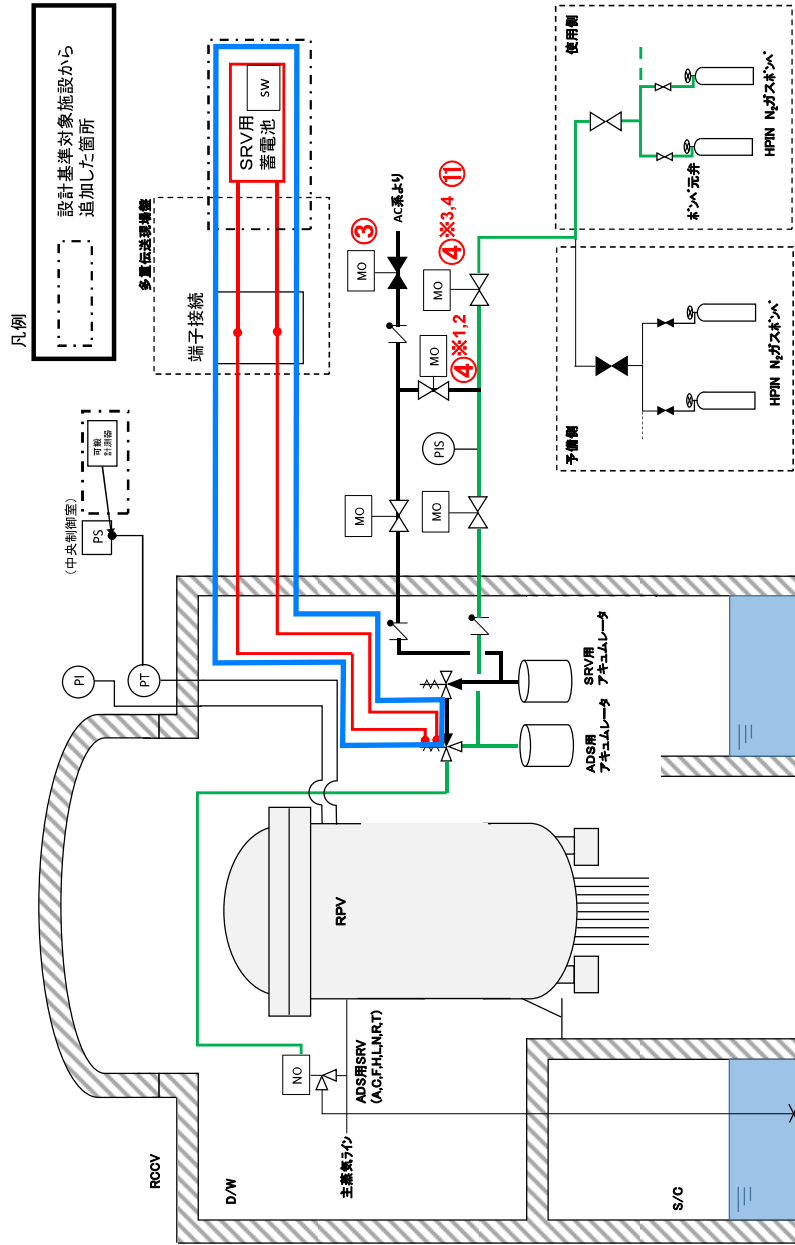 凡例
設計基準対象施設から
追加した箇所
多重伝送現場盤
SRV用
蓄電池
SW
端子接続
(中央制御室)
可搬
計測器
PS
PI
PT
AC系より
MO
③
MO
④※3,4 ⑪
MO
④※1,2
PIS
MO
MO
使用側
ボンベ元弁
HPIN N₂ガスボンベ
予備側
HPIN N₂ガスボンベ
SRV用
アキュムレータ
ADS用
アキュムレータ
RPV
NO
ADS用SRV
(A,C,F,H,L,N,R,T)
主蒸気ライン
RCCV
D/W
S/C